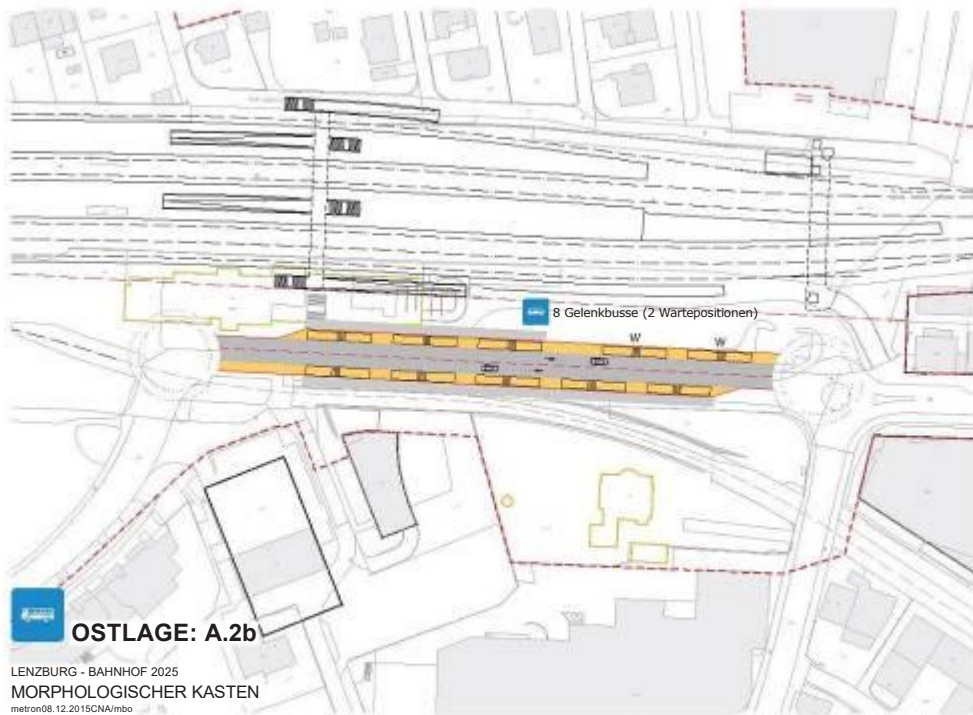 8 Gelenkbusse (2 Wartepositionen)
W W
OSTLAGE: A.2b
LENZBURG - BAHNHOF 2025
MORPHOLOGISCHER KASTEN
metron08.12.2015CNA/mbo